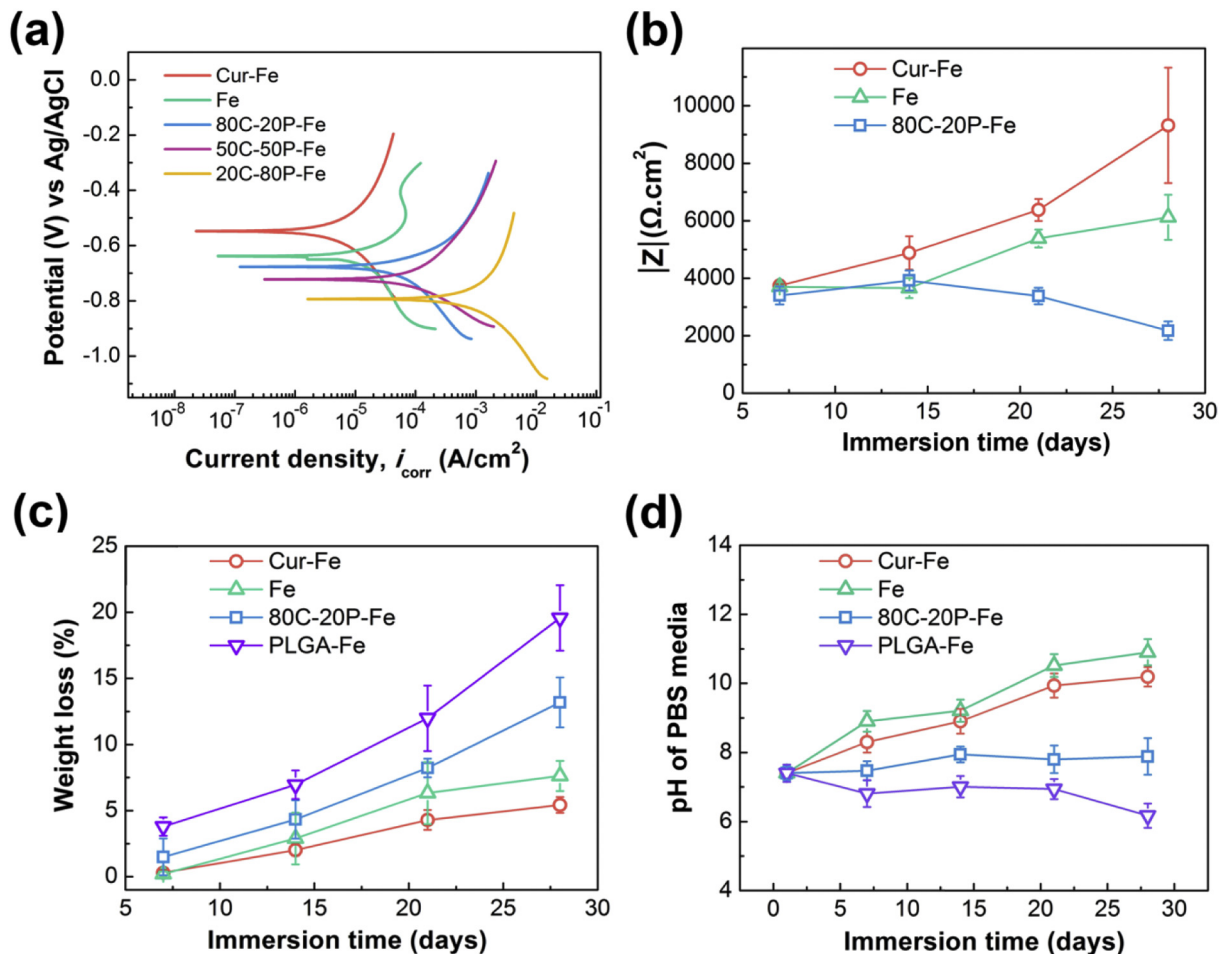 (a)
0.0
-0.2
-0.4
-0.6
-0.8
-1.0
Potential (V) vs Ag/AgCl
Cur-Fe
Fe
80C-20P-Fe
50C-50P-Fe
20C-80P-Fe
10⁻⁸ 10⁻⁷ 10⁻⁶ 10⁻⁵ 10⁻⁴ 10⁻³ 10⁻² 10⁻¹
Current density, i_corr (A/cm²)
(b)
10000
8000
6000
4000
2000
0
|Z|(Ω.cm²)
Cur-Fe
Fe
80C-20P-Fe
5 10 15 20 25 30
Immersion time (days)
(c)
25
20
15
10
5
0
Weight loss (%)
Cur-Fe
Fe
80C-20P-Fe
PLGA-Fe
5 10 15 20 25 30
Immersion time (days)
(d)
14
12
10
8
6
4
pH of PBS media
Cur-Fe
Fe
80C-20P-Fe
PLGA-Fe
0 5 10 15 20 25 30
Immersion time (days)